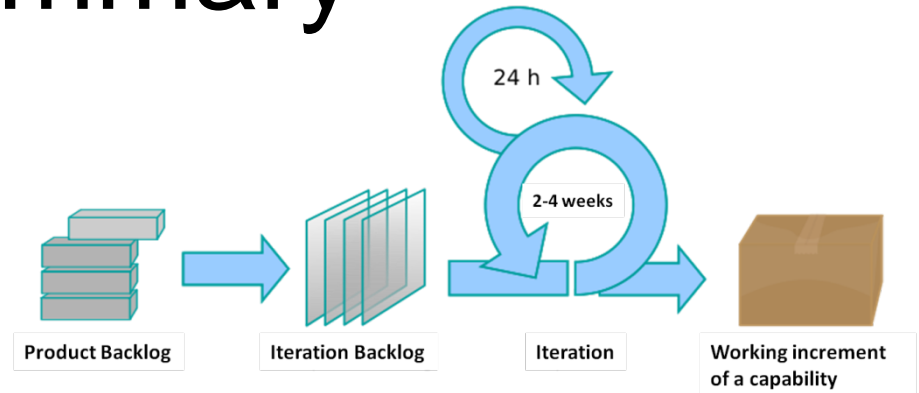 24 h
2-4 weeks
Product Backlog
Iteration Backlog
Iteration
Working increment
of a capability